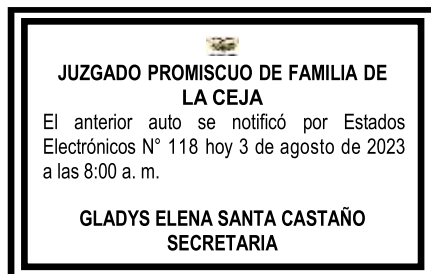 JUZGADO PROMISCUO DE FAMILIA DE
LA CEJA
El anterior auto se notificó por Estados
Electrónicos N° 118 hoy 3 de agosto de 2023
a las 8:00 a. m.
GLADYS ELENA SANTA CASTAÑO
SECRETARIA